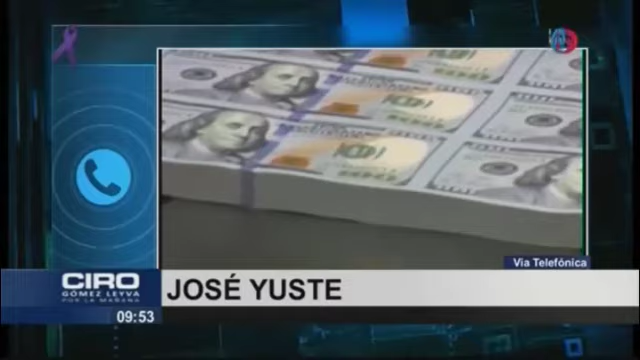 Vía Telefónica
CIRO
GÓMEZ LEYVA
POR LA MAÑANA
JOSÉ YUSTE
09:53